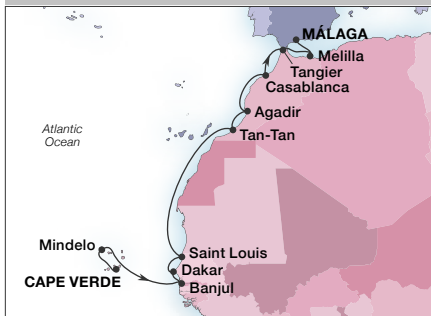 MÁLAGA
Melilla
Tangier
Casablanca
Agadir
Atlantic
Ocean
Tan-Tan
Mindelo
Saint Louis
Dakar
CAPE VERDE
Banjul